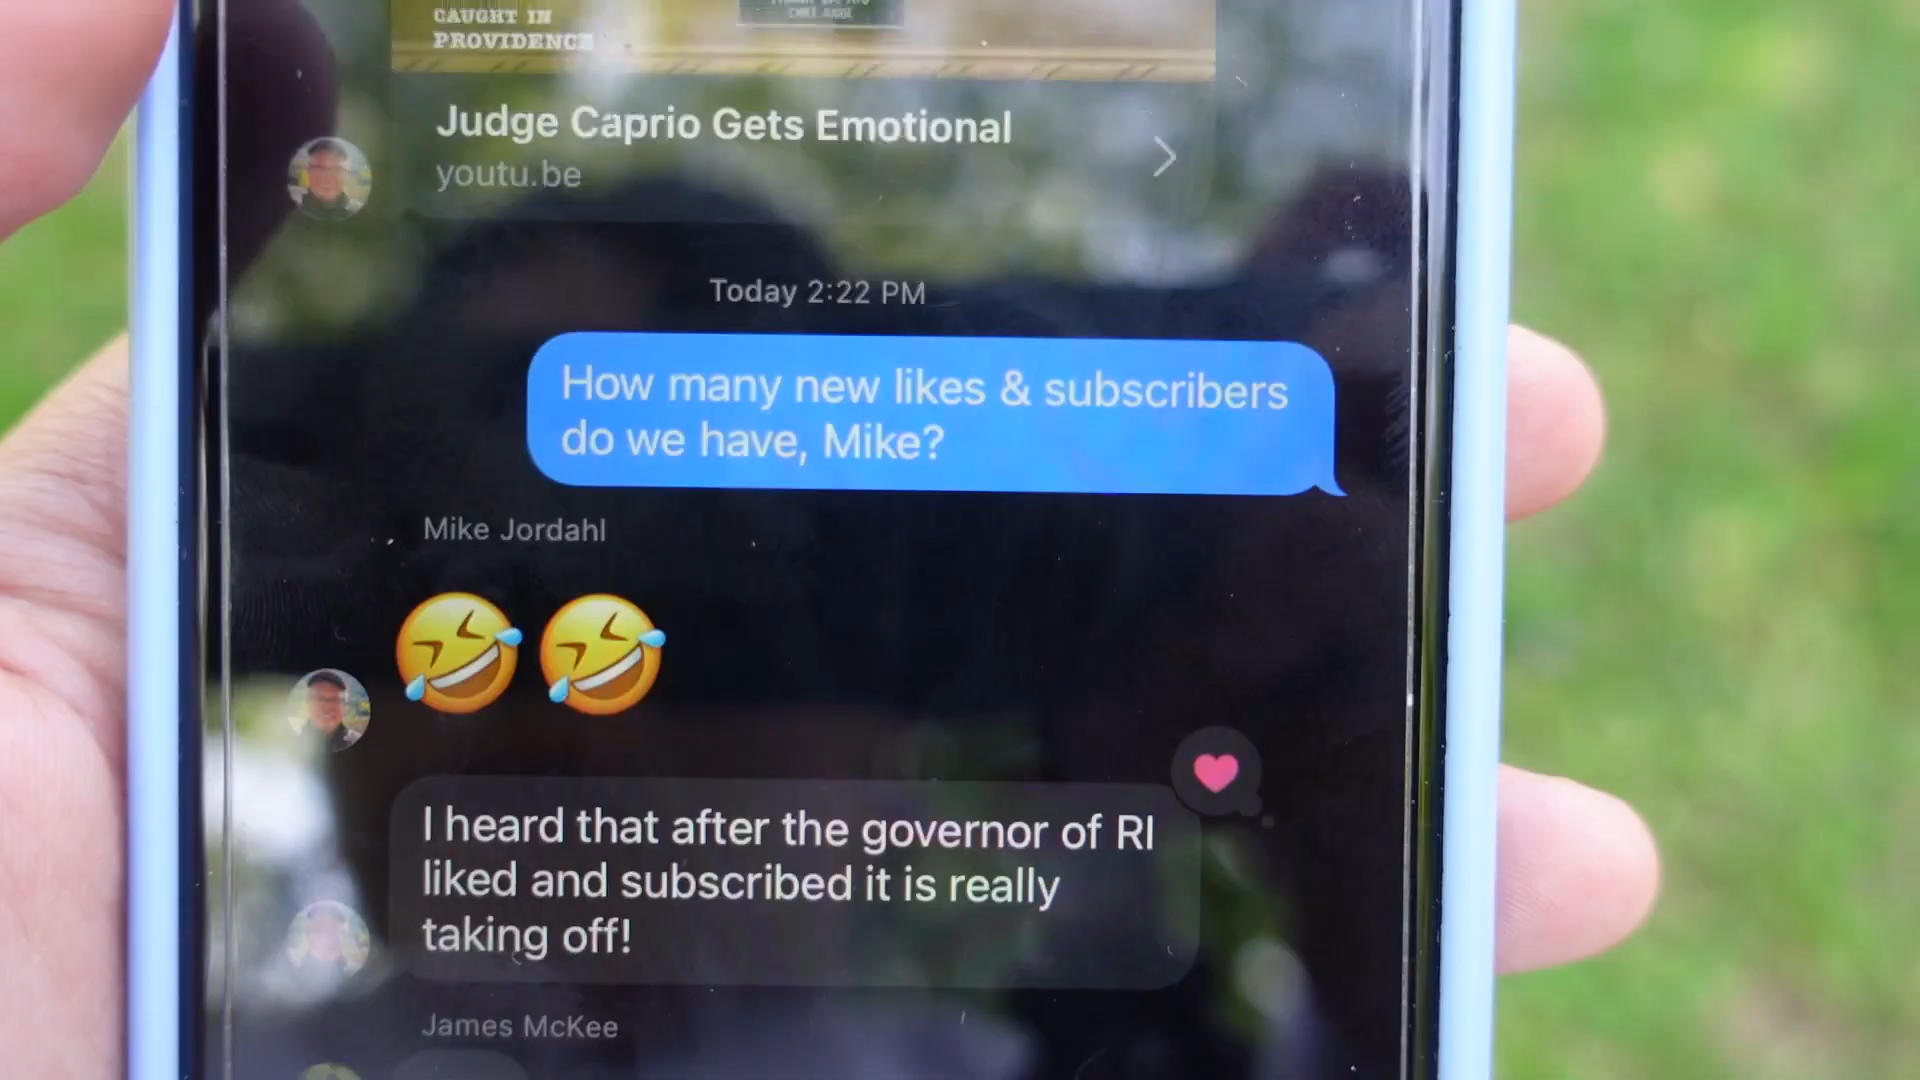 CAUGHT IN
PROVIDENCE
CHIEF JUDGE
Judge Caprio Gets Emotional
youtu.be
Today 2:22 PM
How many new likes & subscribers
do we have, Mike?
Mike Jordahl
🤣🤣
I heard that after the governor of RI
liked and subscribed it is really
taking off!
James McKee